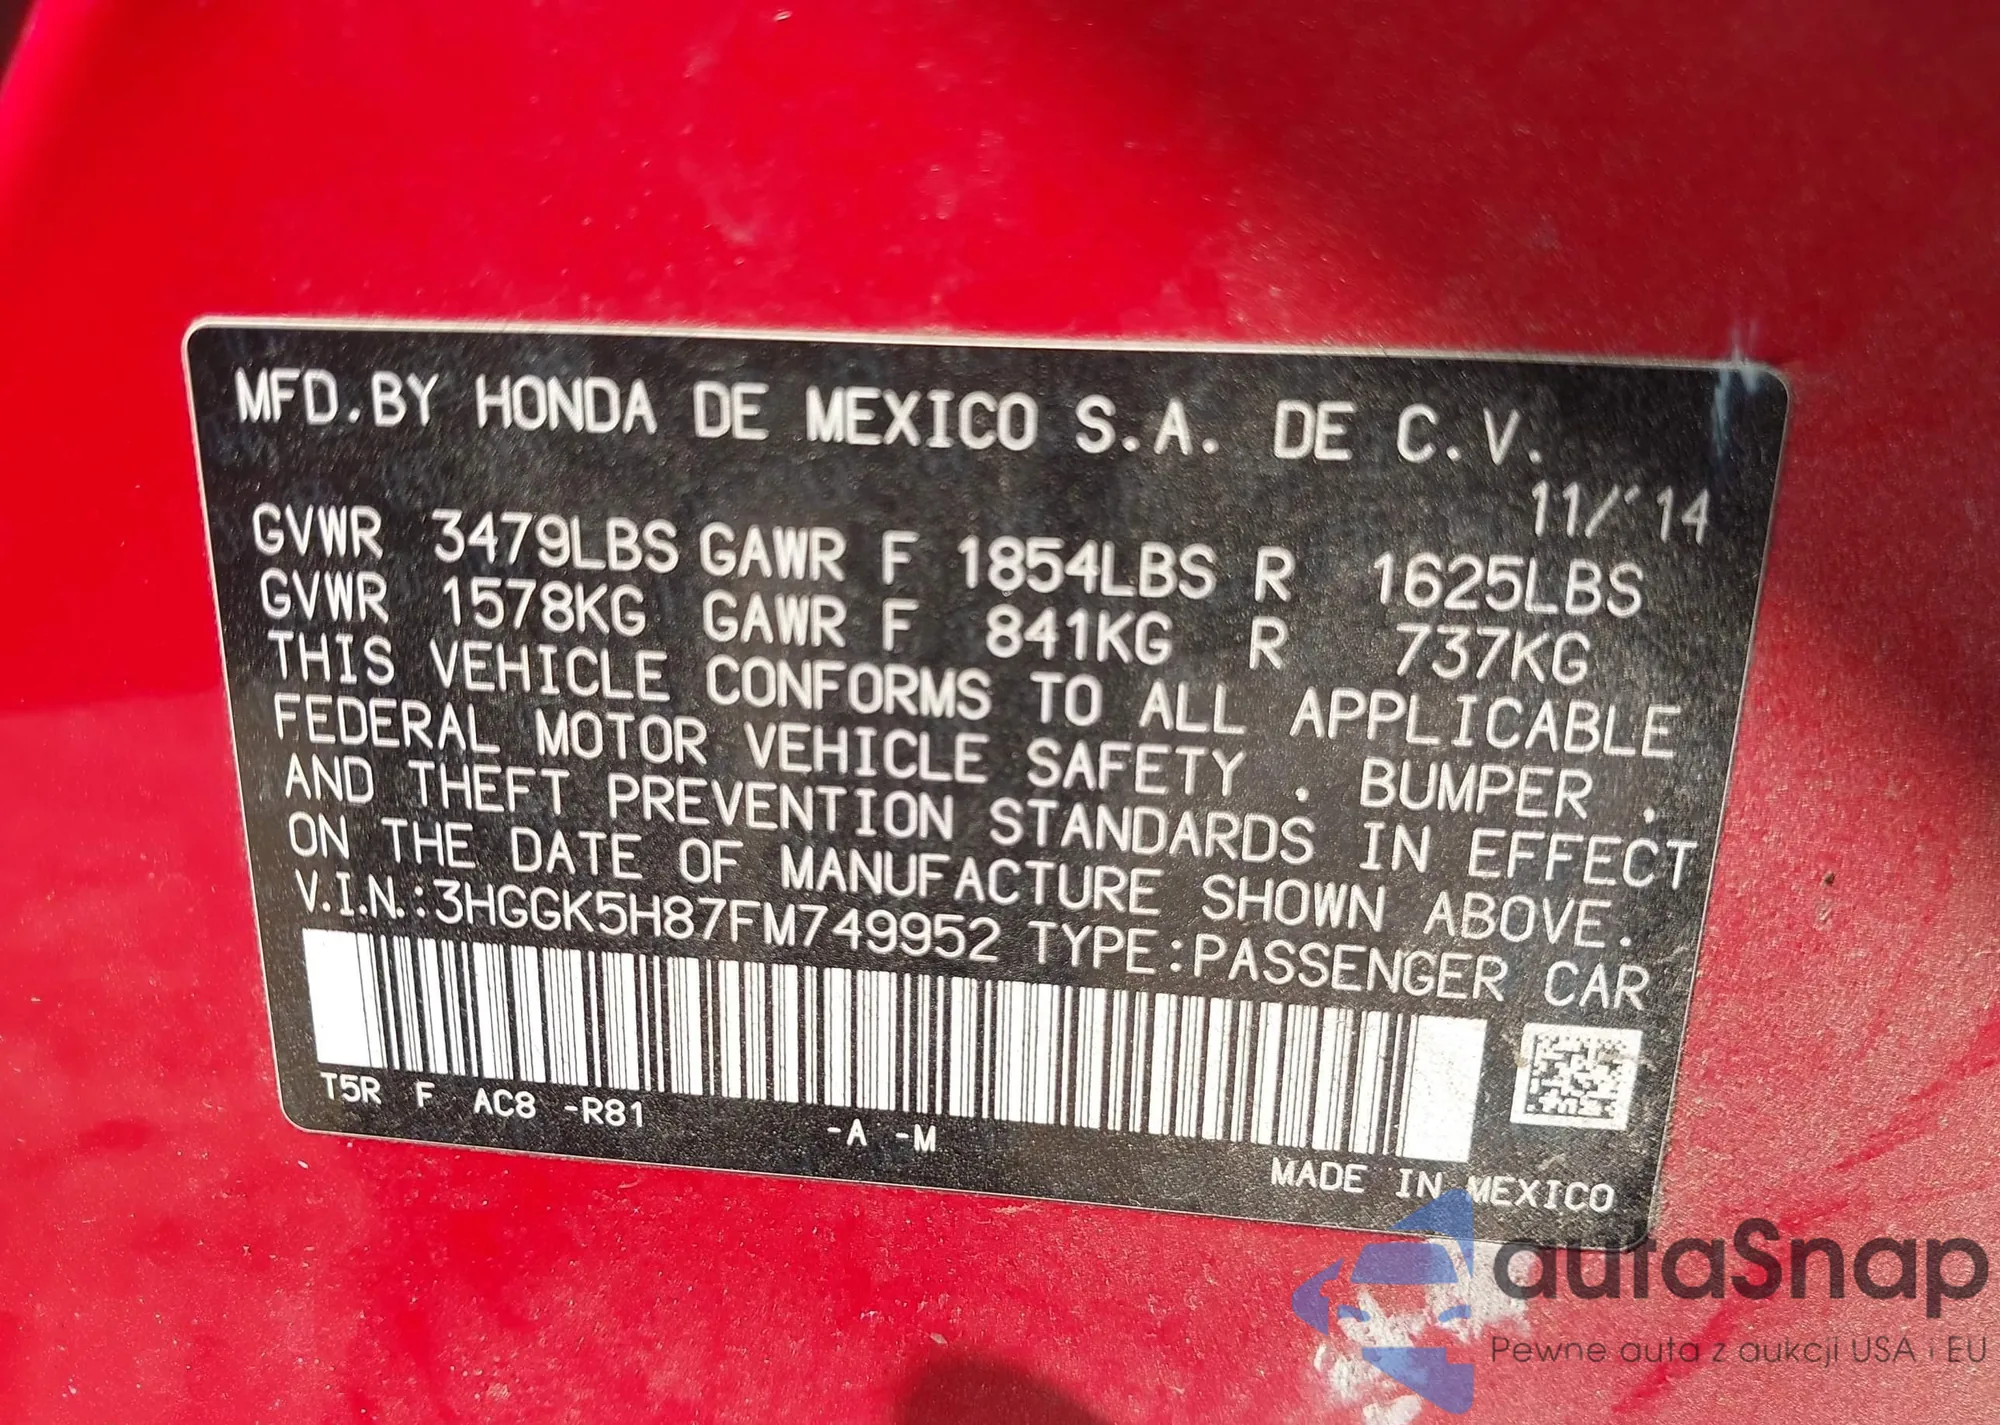 MFD.BY HONDA DE MEXICO S.A. DE C.V.
11/'14
GVWR 3479LBS GAWR F 1854LBS R 1625LBS
GVWR 1578KG GAWR F 841KG R 737KG
THIS VEHICLE CONFORMS TO ALL APPLICABLE
FEDERAL MOTOR VEHICLE SAFETY , BUMPER ,
AND THEFT PREVENTION STANDARDS IN EFFECT
ON THE DATE OF MANUFACTURE SHOWN ABOVE.
V.I.N.:3HGGK5H87FM749952 TYPE:PASSENGER CAR
T5R F AC8 -R81 -A -M
MADE IN MEXICO
autaSnap
Pewne auta z aukcji USA i EU